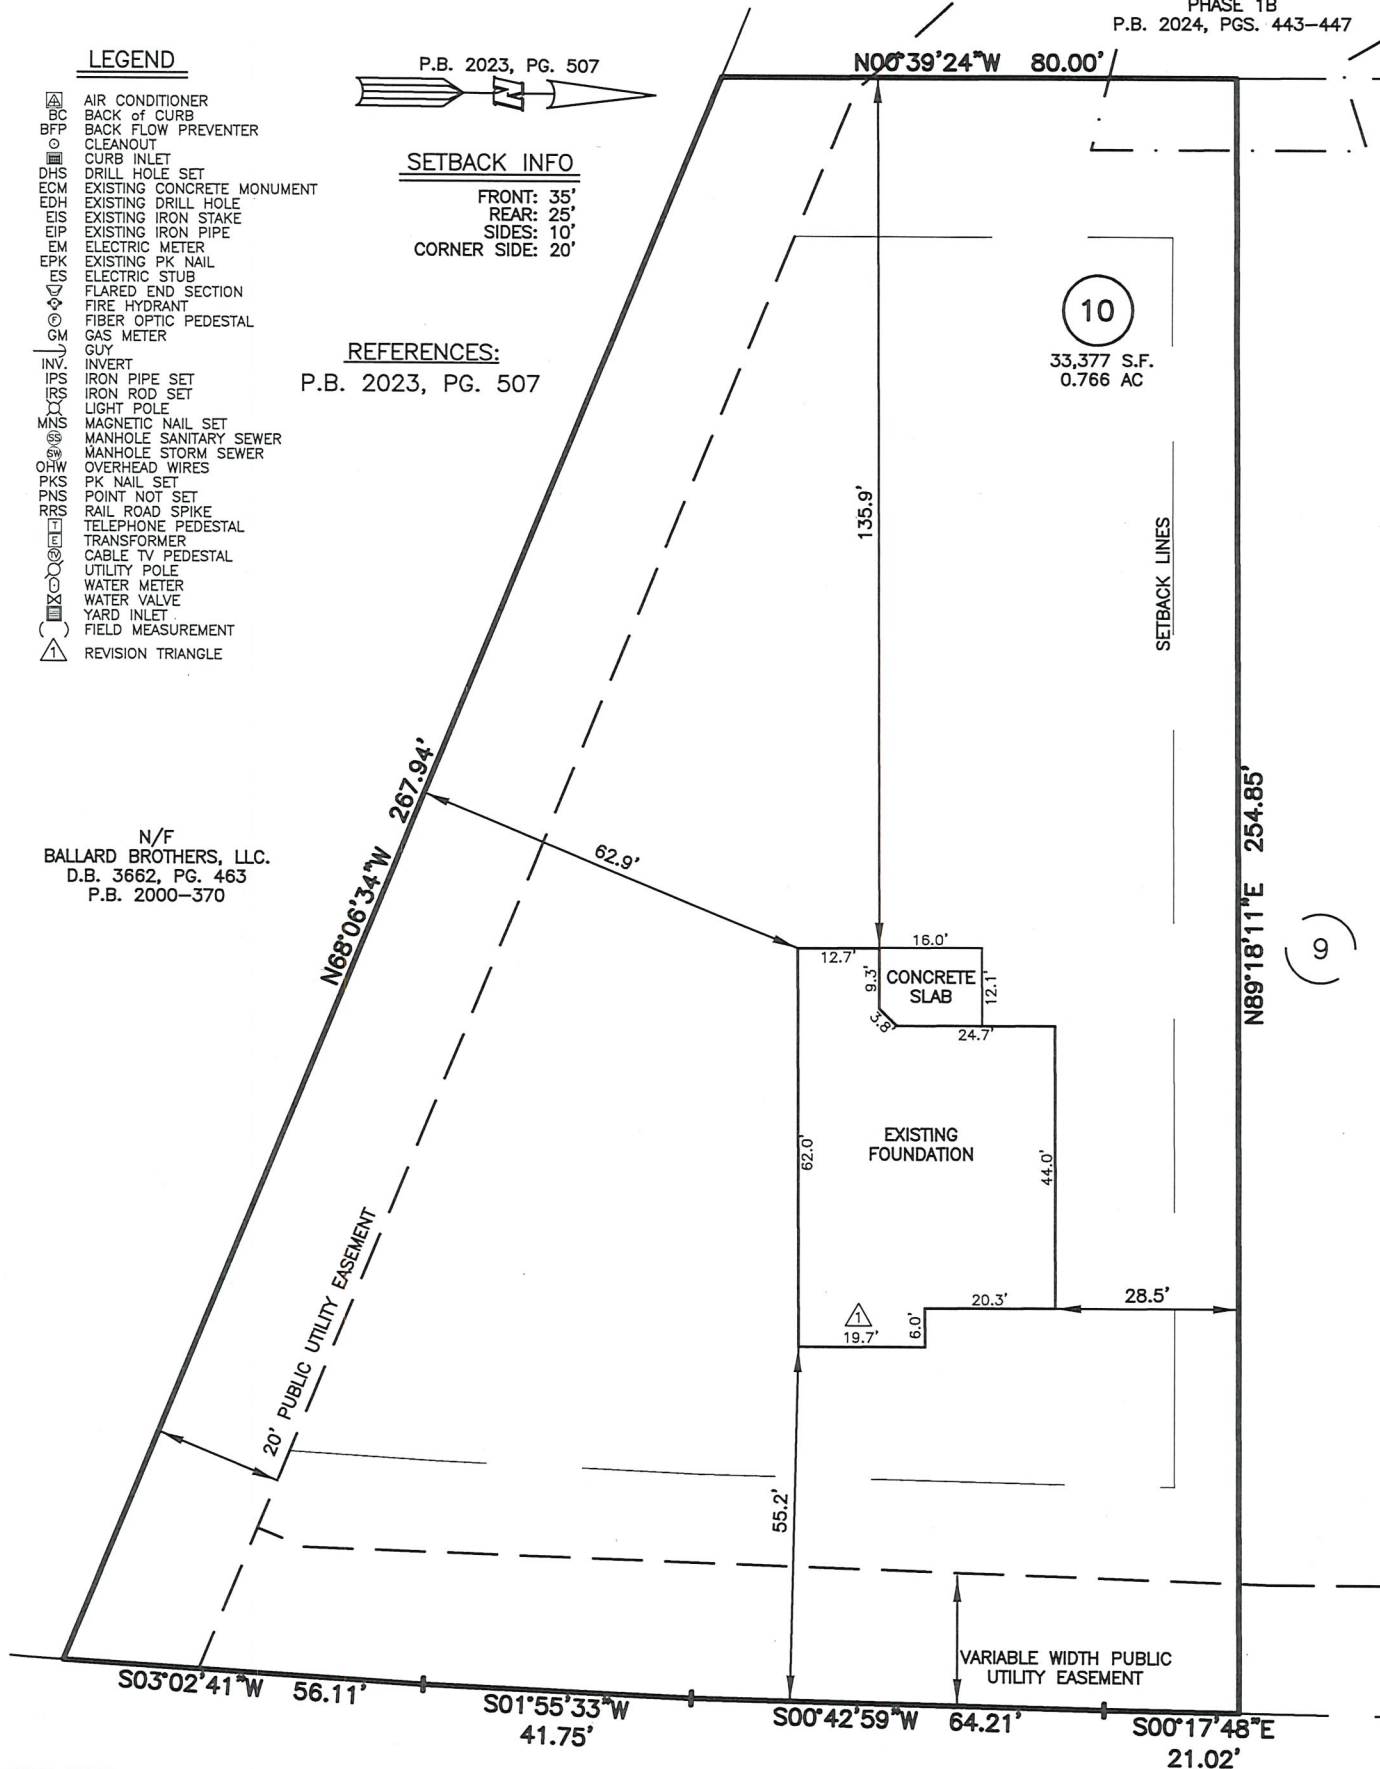 PHASE 1B
P.B. 2024, PGS. 443-447
LEGEND
AIR CONDITIONER
BC BACK of CURB
BFP BACK FLOW PREVENTER
CLEANOUT
CURB INLET
DHS DRILL HOLE SET
ECM EXISTING CONCRETE MONUMENT
EDH EXISTING DRILL HOLE
EIS EXISTING IRON STAKE
EIP EXISTING IRON PIPE
EM ELECTRIC METER
EPK EXISTING PK NAIL
ES ELECTRIC STUB
FLARED END SECTION
FIRE HYDRANT
F FIBER OPTIC PEDESTAL
GM GAS METER
GUY
INV. INVERT
IPS IRON PIPE SET
IRS IRON ROD SET
LIGHT POLE
MNS MAGNETIC NAIL SET
SS MANHOLE SANITARY SEWER
SW MANHOLE STORM SEWER
OHW OVERHEAD WIRES
PKS PK NAIL SET
PNS POINT NOT SET
RRS RAIL ROAD SPIKE
T TELEPHONE PEDESTAL
E TRANSFORMER
TV CABLE TV PEDESTAL
UTILITY POLE
WATER METER
WATER VALVE
YARD INLET
( ) FIELD MEASUREMENT
1 REVISION TRIANGLE
P.B. 2023, PG. 507
N
SETBACK INFO
FRONT: 35'
REAR: 25'
SIDES: 10'
CORNER SIDE: 20'
REFERENCES:
P.B. 2023, PG. 507
N00°39'24"W 80.00'
10
33,377 S.F.
0.766 AC
135.9'
SETBACK LINES
N68°06'34"W 267.94'
N/F
BALLARD BROTHERS, LLC.
D.B. 3662, PG. 463
P.B. 2000-370
62.9'
N89°18'11"E 254.85'
9
12.7'
16.0'
9.3'
CONCRETE
SLAB
12.1'
3.8'
24.7'
EXISTING
FOUNDATION
62.0'
44.0'
20.3'
28.5'
1
19.7'
6.0'
20' PUBLIC UTILITY EASEMENT
55.2'
VARIABLE WIDTH PUBLIC
UTILITY EASEMENT
S03°02'41"W 56.11'
S01°55'33"W
41.75'
S00°42'59"W 64.21'
S00°17'48"E
21.02'